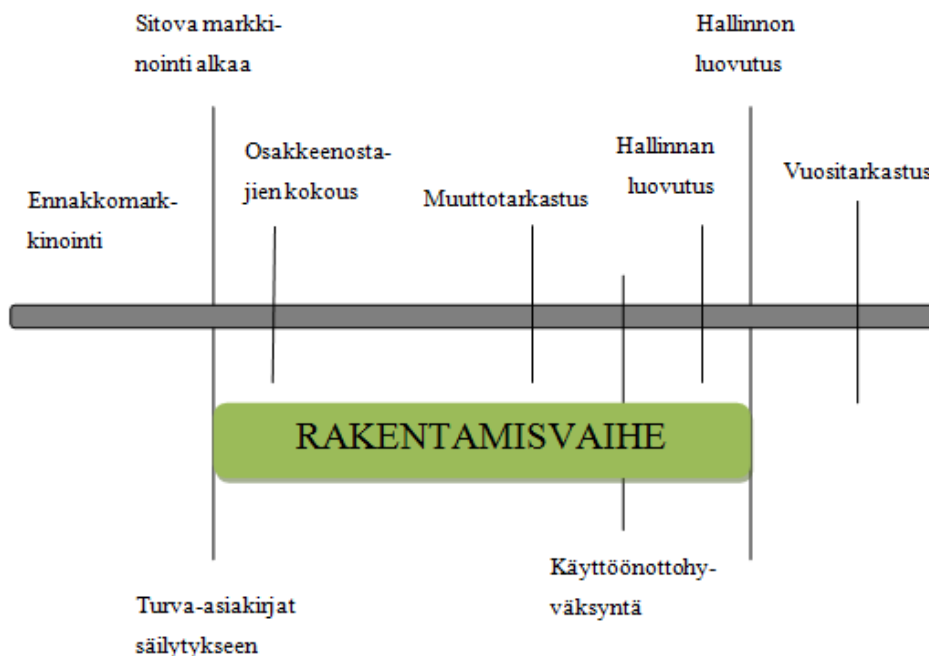 Sitova markki-
nointi alkaa
Hallinnon
luovutus
Osakkeenosta-
jien kokous
Hallinnan
luovutus
Muuttotarkastus
Vuositarkastus
Ennakkomark-
kinointi
RAKENTAMISVAIHE
Käyttöönottohy-
väksyntä
Turva-asiakirjat
säilytykseen